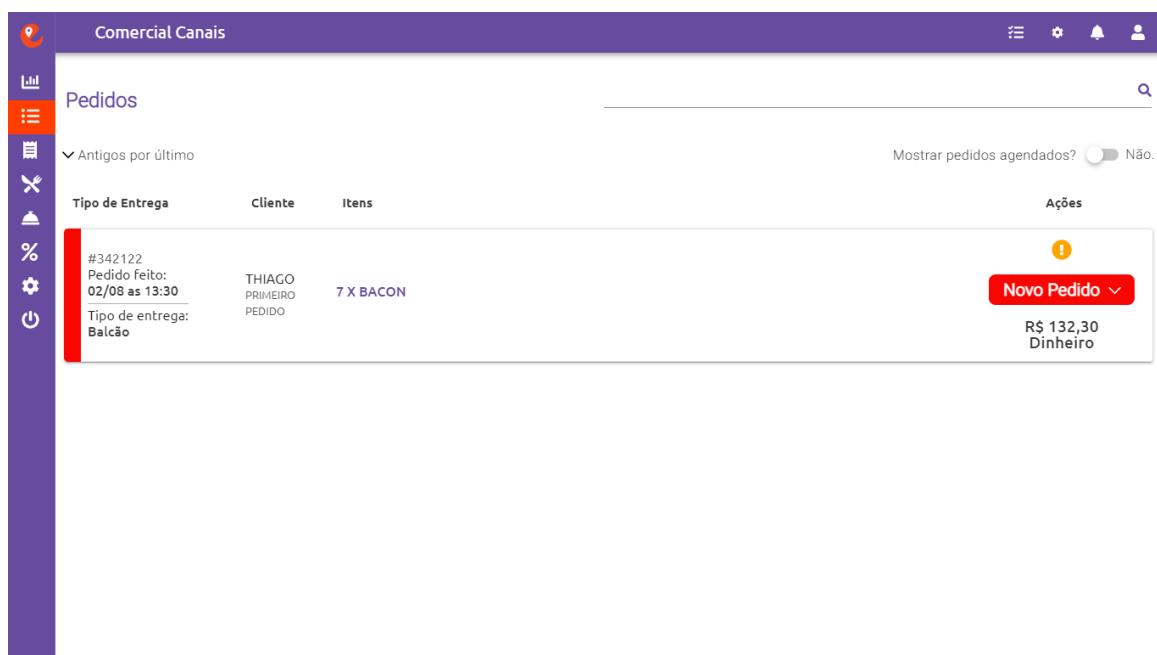 Comercial Canais
Pedidos
Antigos por último
Mostrar pedidos agendados? Não.
Tipo de Entrega Cliente Itens Ações
#342122
Pedido feito:
02/08 as 13:30
Tipo de entrega:
Balcão
THIAGO
PRIMEIRO
PEDIDO
7 X BACON
Novo Pedido
R$ 132,30
Dinheiro